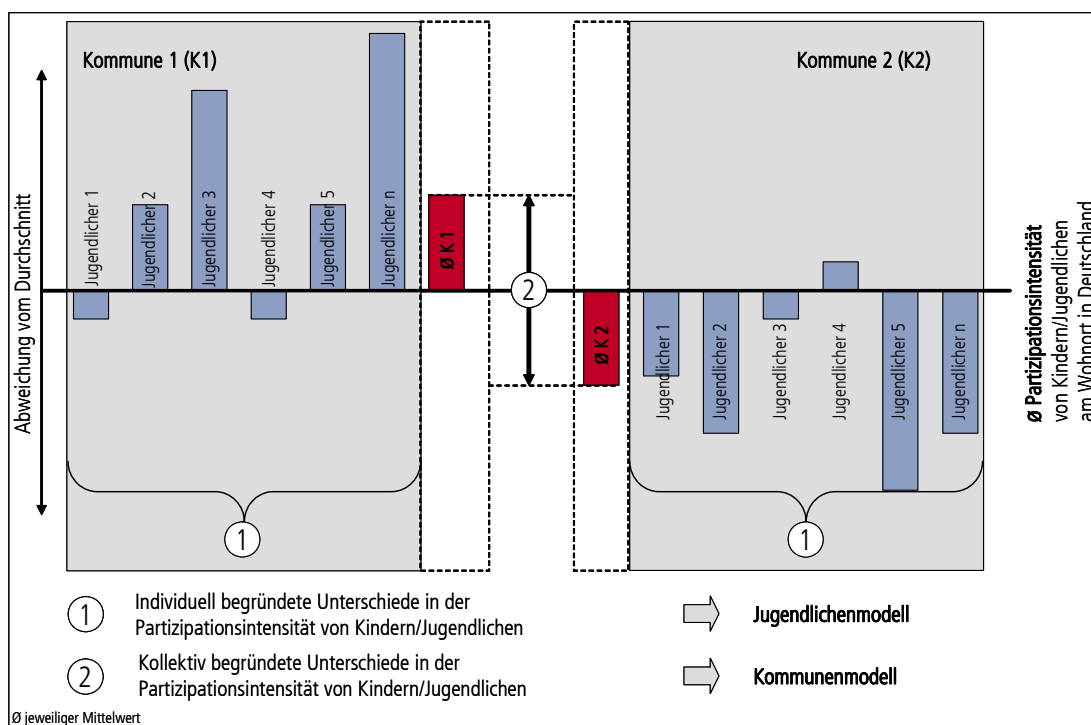 Kommune 1 (K1)
Kommune 2 (K2)
Abweichung vom Durchschnitt
Jugendlicher 1
Jugendlicher 2
Jugendlicher 3
Jugendlicher 4
Jugendlicher 5
Jugendlicher n
Ø K 1
2
Ø K 2
Jugendlicher 1
Jugendlicher 2
Jugendlicher 3
Jugendlicher 4
Jugendlicher 5
Jugendlicher n
Ø Partizipationsintensität
von Kindern/Jugendlichen
am Wohnort in Deutschland
1
1
1 Individuell begründete Unterschiede in der
Partizipationsintensität von Kindern/Jugendlichen
Jugendlichenmodell
2 Kollektiv begründete Unterschiede in der
Partizipationsintensität von Kindern/Jugendlichen
Kommunenmodell
Ø jeweiliger Mittelwert